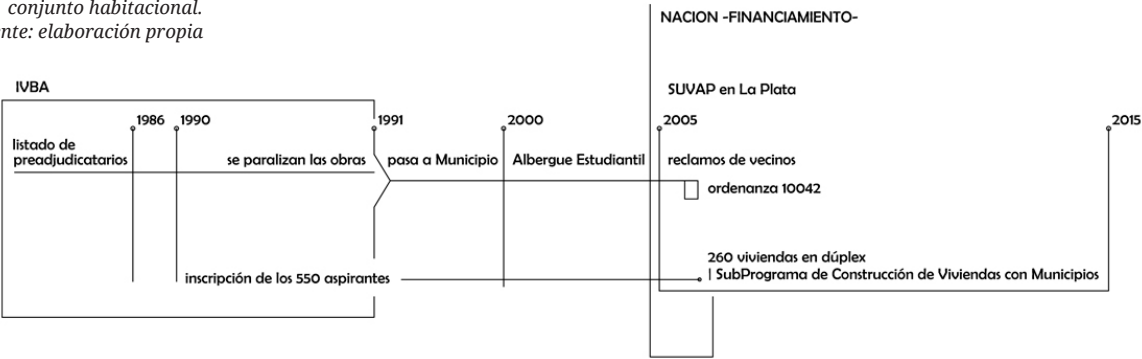 conjunto habitacional.
nte: elaboración propia
NACION -FINANCIAMIENTO-
IVBA
SUVAP en La Plata
1986
1990
1991
2000
2005
2015
listado de
preadjudicatarios
se paralizan las obras
pasa a Municipio
Albergue Estudiantil
reclamos de vecinos
ordenanza 10042
260 viviendas en dúplex
| SubPrograma de Construcción de Viviendas con Municipios
inscripción de los 550 aspirantes